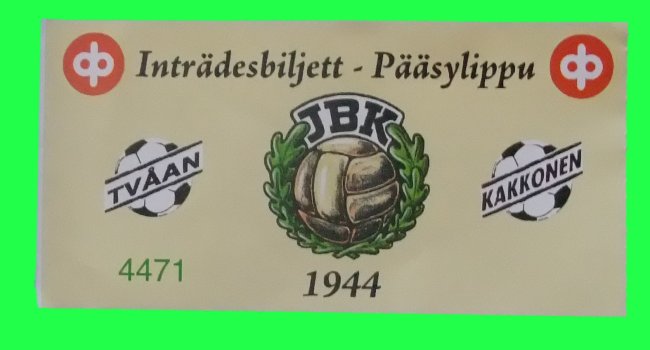 Inträdesbiljett - Pääsylippu
JBK
TVÅAN
KAKKONEN
4471
1944